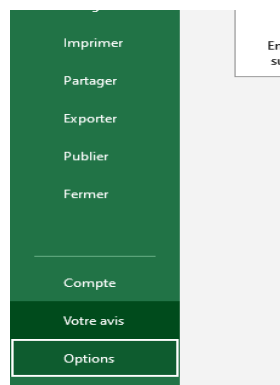 Imprimer
Partager
Exporter
Publier
Fermer
Compte
Votre avis
Options